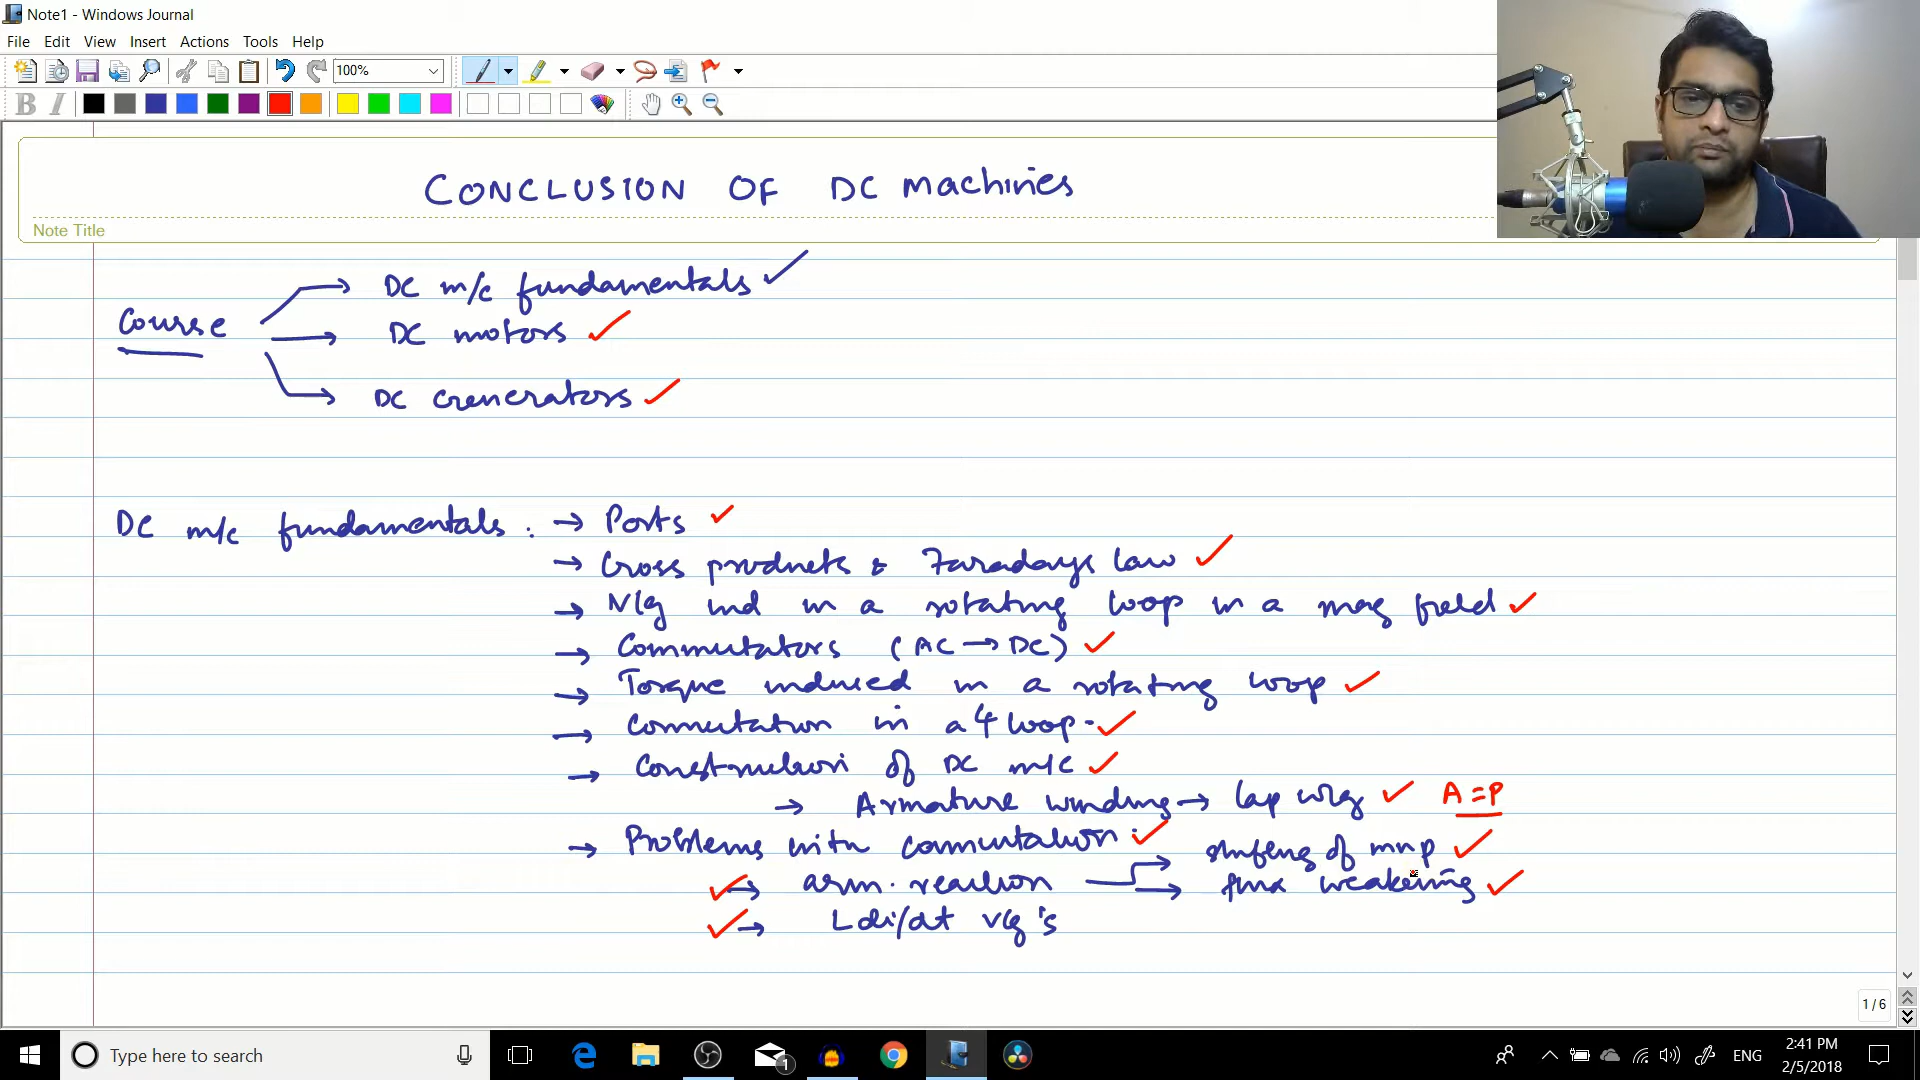 Note1 - Windows Journal
File Edit View Insert Actions Tools Help
100%
B I
CONCLUSION OF DC machines
Note Title
DC m/c fundamentals
Course
DC motors
DC Generators
DC m/c fundamentals : → Ports
→ Cross products & Faradays law
→ Vlg ind in a rotating loop in a mag field
→ Commutators (AC → DC)
→ Torque induced in a rotating loop
→ Commutation in a 4 loop.
→ Construction of DC m/c
→ Armature winding → lap wlg A = P
→ Problems with commutation : shifting of mnp
→ arm. reaction → flux weakening
→ Ldi/dt vlg's
1 / 6
Type here to search
1
ENG
2:41 PM
2/5/2018